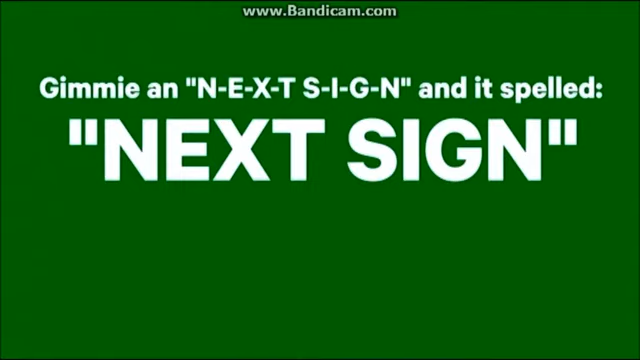 www.Bandicam.com
Gimmie an "N-E-X-T S-I-G-N" and it spelled:
"NEXT SIGN"